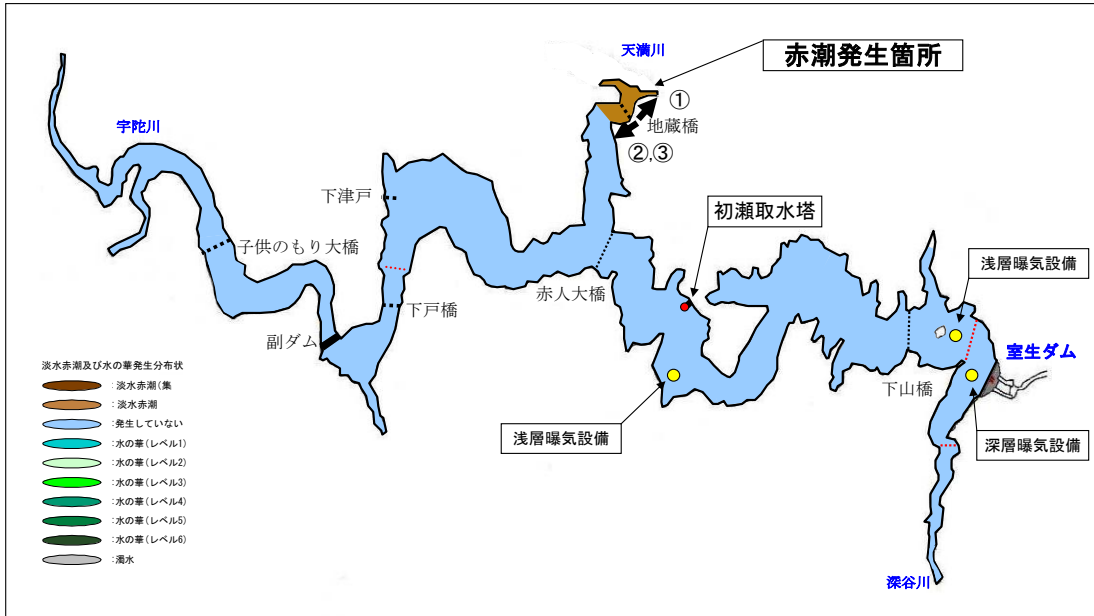 天満川
赤潮発生箇所
①
宇陀川
地蔵橋
②,③
下津戸
初瀬取水塔
子供のもり大橋
浅層曝気設備
赤人大橋
下戸橋
副ダム
室生ダム
下山橋
淡水赤潮及び水の華発生分布状
:淡水赤潮(集
:淡水赤潮
:発生していない
:水の華(レベル1)
:水の華(レベル2)
:水の華(レベル3)
:水の華(レベル4)
:水の華(レベル5)
:水の華(レベル6)
:濁水
浅層曝気設備
深層曝気設備
深谷川